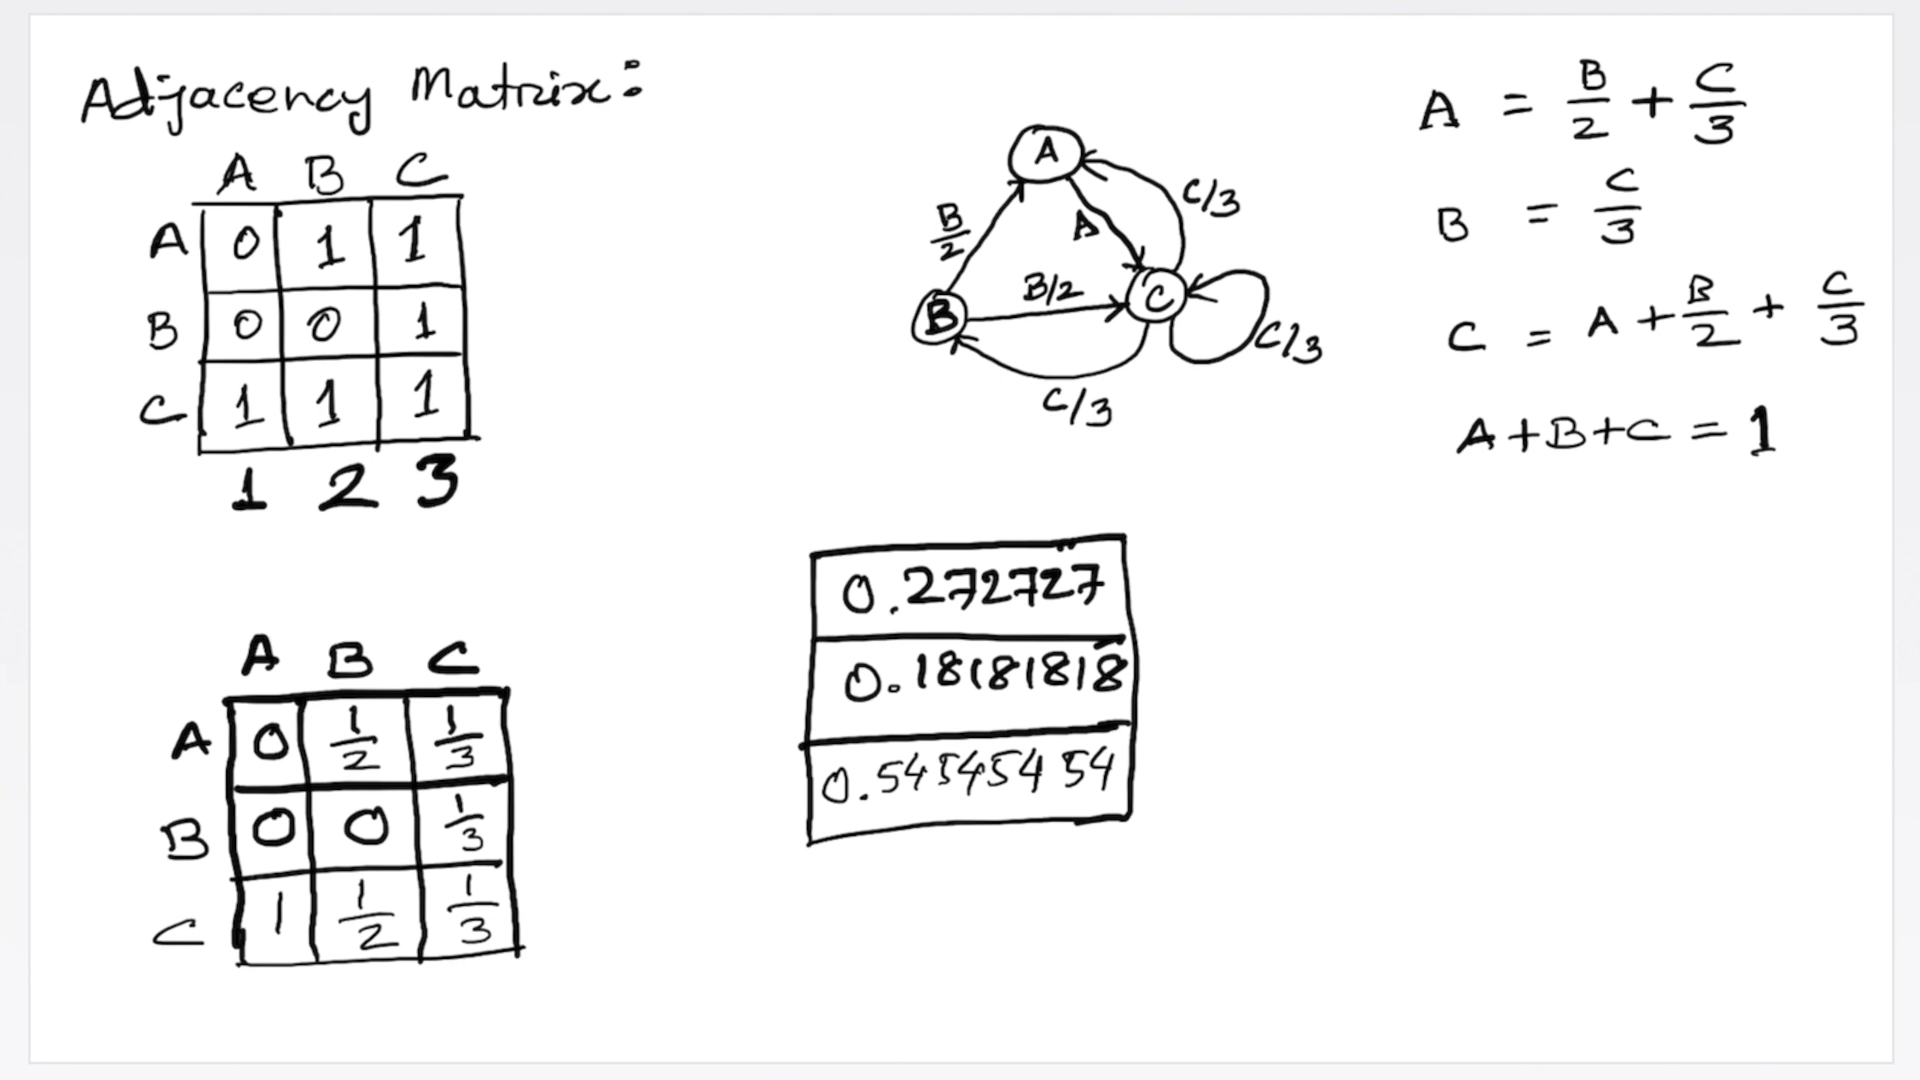 Adjacency Matrix:
A B C
A 0 1 1
B 0 0 1
C 1 1 1
1 2 3
A
B/2
A
C/3
B
B/2
C
C/3
C/3
A = B/2 + C/3
B = C/3
C = A + B/2 + C/3
A+B+C = 1
A B C
A 0 1/2 1/3
B 0 0 1/3
C 1 1/2 1/3
0.272727
0.18181818
0.54545454